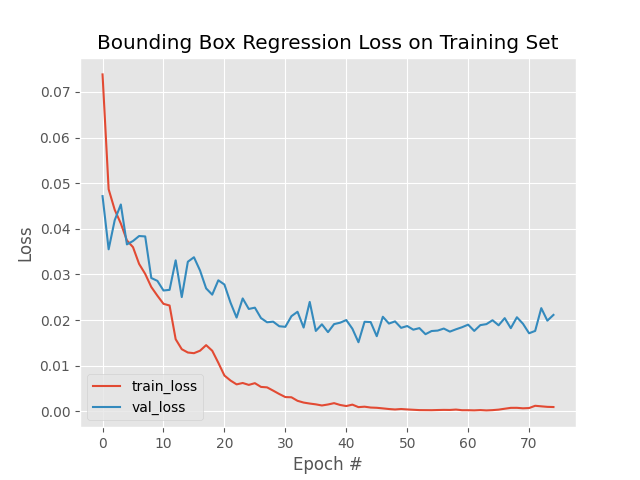 Bounding Box Regression Loss on Training Set
0.07
0.06
0.05
0.04
0.03
0.02
0.01
0.00
Loss
train_loss
val_loss
0 10 20 30 40 50 60 70
Epoch #